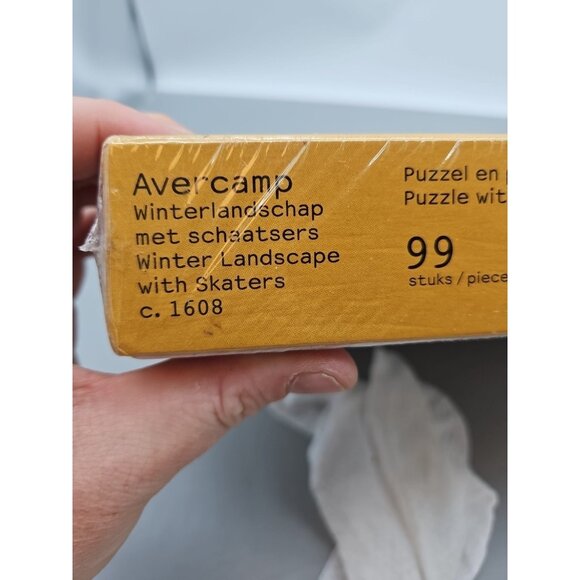 Avercamp
Winterlandschap
met schaatsers
Winter Landscape
with Skaters
c. 1608
Puzzel en
Puzzle wit
99
stuks / piece